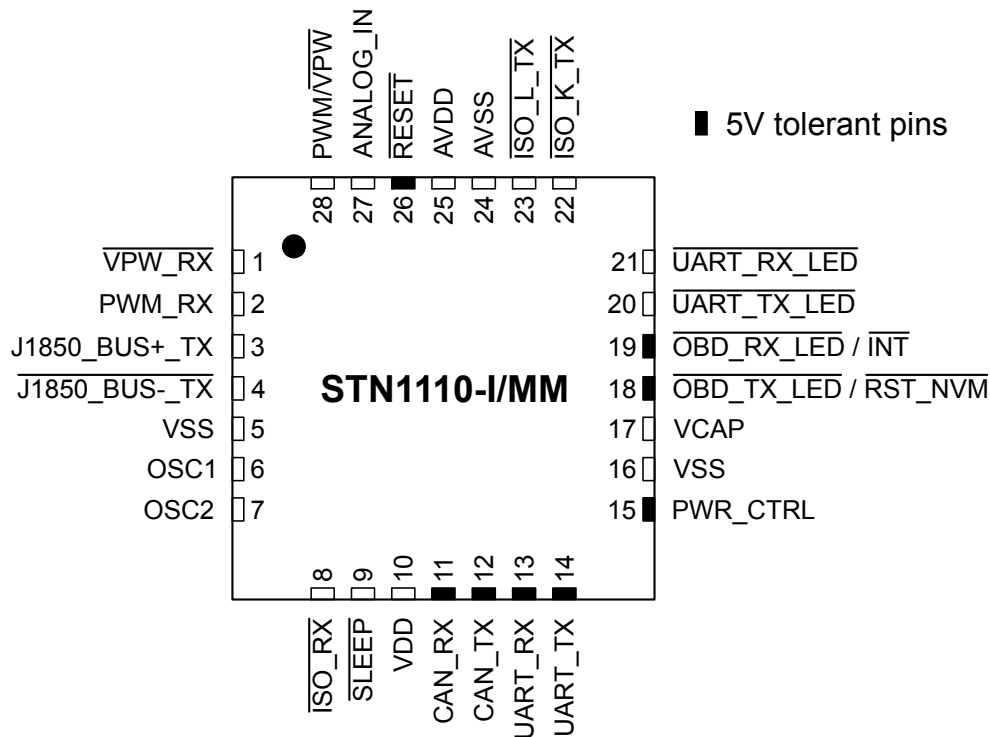 PWM/VPW
ANALOG_IN
RESET
AVDD
AVSS
ISO_L_TX
ISO_K_TX
5V tolerant pins
28 27 26 25 24 23 22
VPW_RX 1
PWM_RX 2
J1850_BUS+_TX 3
J1850_BUS-_TX 4
VSS 5
OSC1 6
OSC2 7
STN1110-I/MM
21 UART_RX_LED
20 UART_TX_LED
19 OBD_RX_LED / INT
18 OBD_TX_LED / RST_NVM
17 VCAP
16 VSS
15 PWR_CTRL
8 9 10 11 12 13 14
ISO_RX
SLEEP
VDD
CAN_RX
CAN_TX
UART_RX
UART_TX